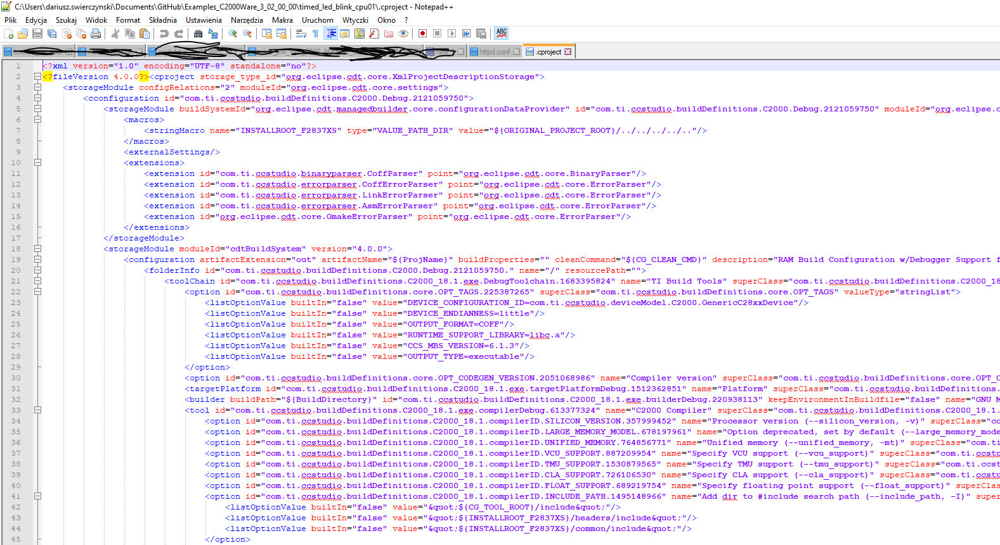 C:\Users\dariusz.swierczynski\Documents\GitHub\Examples_C2000Ware_3_02_00_00\timed_led_blink_cpu01\.cproject - Notepad++
Plik Edycja Szukaj Widok Format Składnia Ustawienia Narzędzia Makra Uruchom Wtyczki Okno ?
httpd.conf .cproject
1 <?xml version="1.0" encoding="UTF-8" standalone="no"?>
2 <?fileVersion 4.0.0?><cproject storage_type_id="org.eclipse.cdt.core.XmlProjectDescriptionStorage">
3 <storageModule configRelations="2" moduleId="org.eclipse.cdt.core.settings">
4 <cconfiguration id="com.ti.ccstudio.buildDefinitions.C2000.Debug.2121059750">
5 <storageModule buildSystemId="org.eclipse.cdt.managedbuilder.core.configurationDataProvider" id="com.ti.ccstudio.buildDefinitions.C2000.Debug.2121059750" moduleId="org.eclipse.c
6 <macros>
7 <stringMacro name="INSTALLROOT_F2837XS" type="VALUE_PATH_DIR" value="${ORIGINAL_PROJECT_ROOT}/../../../../.."/>
8 </macros>
9 <externalSettings/>
10 <extensions>
11 <extension id="com.ti.ccstudio.binaryparser.CoffParser" point="org.eclipse.cdt.core.BinaryParser"/>
12 <extension id="com.ti.ccstudio.errorparser.CoffErrorParser" point="org.eclipse.cdt.core.ErrorParser"/>
13 <extension id="com.ti.ccstudio.errorparser.LinkErrorParser" point="org.eclipse.cdt.core.ErrorParser"/>
14 <extension id="com.ti.ccstudio.errorparser.AsmErrorParser" point="org.eclipse.cdt.core.ErrorParser"/>
15 <extension id="org.eclipse.cdt.core.GmakeErrorParser" point="org.eclipse.cdt.core.ErrorParser"/>
16 </extensions>
17 </storageModule>
18 <storageModule moduleId="cdtBuildSystem" version="4.0.0">
19 <configuration artifactExtension="out" artifactName="${ProjName}" buildProperties="" cleanCommand="${CG_CLEAN_CMD}" description="RAM Build Configuration w/Debugger Support f
20 <folderInfo id="com.ti.ccstudio.buildDefinitions.C2000.Debug.2121059750." name="/" resourcePath="">
21 <toolChain id="com.ti.ccstudio.buildDefinitions.C2000_18.1.exe.DebugToolchain.1683395824" name="TI Build Tools" superClass="com.ti.ccstudio.buildDefinitions.C2000_18
22 <option id="com.ti.ccstudio.buildDefinitions.core.OPT_TAGS.225387265" superClass="com.ti.ccstudio.buildDefinitions.core.OPT_TAGS" valueType="stringList">
23 <listOptionValue builtIn="false" value="DEVICE_CONFIGURATION_ID=com.ti.ccstudio.deviceModel.C2000.GenericC28xxDevice"/>
24 <listOptionValue builtIn="false" value="DEVICE_ENDIANNESS=little"/>
25 <listOptionValue builtIn="false" value="OUTPUT_FORMAT=COFF"/>
26 <listOptionValue builtIn="false" value="RUNTIME_SUPPORT_LIBRARY=libc.a"/>
27 <listOptionValue builtIn="false" value="CCS_MBS_VERSION=6.1.3"/>
28 <listOptionValue builtIn="false" value="OUTPUT_TYPE=executable"/>
29 </option>
30 <option id="com.ti.ccstudio.buildDefinitions.core.OPT_CODEGEN_VERSION.2051068986" name="Compiler version" superClass="com.ti.ccstudio.buildDefinitions.core.OPT_C
31 <targetPlatform id="com.ti.ccstudio.buildDefinitions.C2000_18.1.exe.targetPlatformDebug.1512362851" name="Platform" superClass="com.ti.ccstudio.buildDefinitions.
32 <builder buildPath="${BuildDirectory}" id="com.ti.ccstudio.buildDefinitions.C2000_18.1.exe.builderDebug.220938113" keepEnvironmentInBuildfile="false" name="GNU M
33 <tool id="com.ti.ccstudio.buildDefinitions.C2000_18.1.exe.compilerDebug.613377324" name="C2000 Compiler" superClass="com.ti.ccstudio.buildDefinitions.C2000_18.1.
34 <option id="com.ti.ccstudio.buildDefinitions.C2000_18.1.compilerID.SILICON_VERSION.357999452" name="Processor version (--silicon_version, -v)" superClass="co
35 <option id="com.ti.ccstudio.buildDefinitions.C2000_18.1.compilerID.LARGE_MEMORY_MODEL.678197961" name="Option deprecated, set by default (--large_memory_mode
36 <option id="com.ti.ccstudio.buildDefinitions.C2000_18.1.compilerID.UNIFIED_MEMORY.764856771" name="Unified memory (--unified_memory, -mt)" superClass="com.ti
37 <option id="com.ti.ccstudio.buildDefinitions.C2000_18.1.compilerID.VCU_SUPPORT.887209954" name="Specify VCU support (--vcu_support)" superClass="com.ti.ccstu
38 <option id="com.ti.ccstudio.buildDefinitions.C2000_18.1.compilerID.TMU_SUPPORT.1530879565" name="Specify TMU support (--tmu_support)" superClass="com.ti.ccst
39 <option id="com.ti.ccstudio.buildDefinitions.C2000_18.1.compilerID.CLA_SUPPORT.726106530" name="Specify CLA support (--cla_support)" superClass="com.ti.ccstu
40 <option id="com.ti.ccstudio.buildDefinitions.C2000_18.1.compilerID.FLOAT_SUPPORT.689219754" name="Specify floating point support (--float_support)" superClas
41 <option id="com.ti.ccstudio.buildDefinitions.C2000_18.1.compilerID.INCLUDE_PATH.1495148966" name="Add dir to #include search path (--include_path, -I)" super
42 <listOptionValue builtIn="false" value="&quot;${CG_TOOL_ROOT}/include&quot;"/>
43 <listOptionValue builtIn="false" value="&quot;${INSTALLROOT_F2837XS}/headers/include&quot;"/>
44 <listOptionValue builtIn="false" value="&quot;${INSTALLROOT_F2837XS}/common/include&quot;"/>
45 </option>